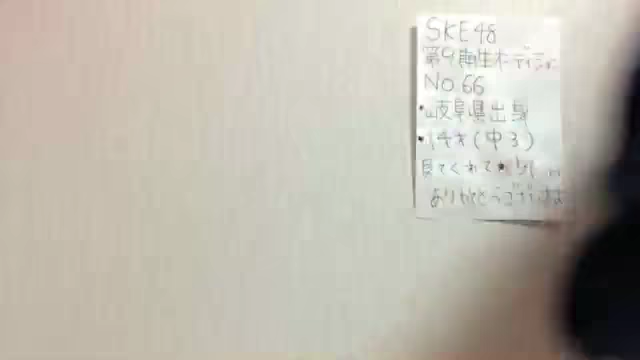 SKE48
第9期生オーディション
No.66
・岐阜県出身
・14才(中3)
見てくれて
ありがとうございます